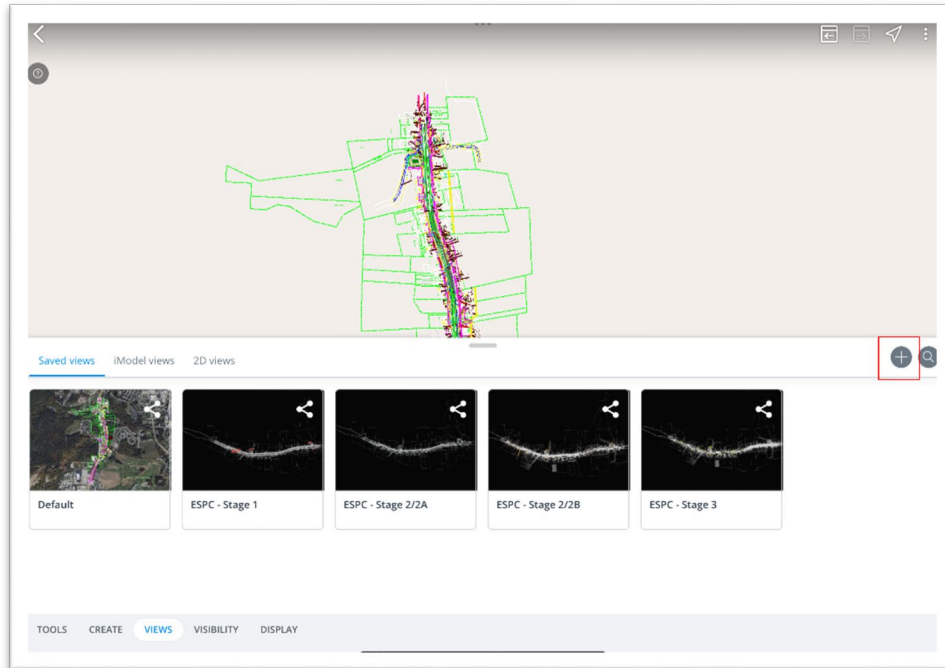 Saved views iModel views 2D views
Default ESPC - Stage 1 ESPC - Stage 2/2A ESPC - Stage 2/2B ESPC - Stage 3
TOOLS CREATE VIEWS VISIBILITY DISPLAY